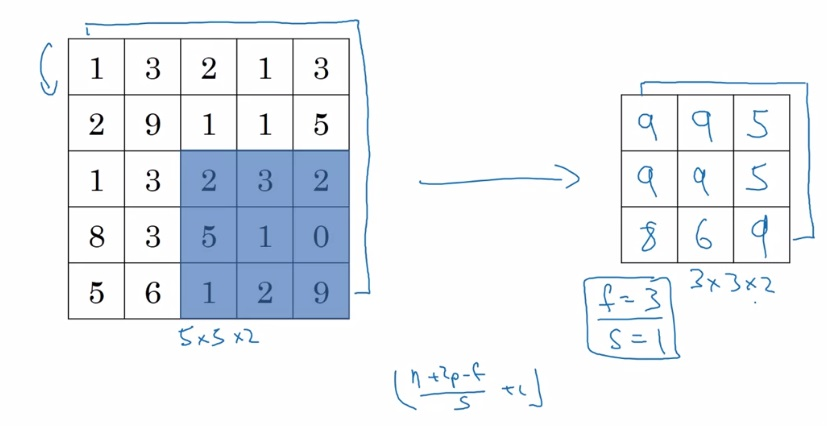 1 3 2 1 3
2 9 1 1 5
1 3 2 3 2
8 3 5 1 0
5 6 1 2 9
5×5×2
9 9 5
9 9 5
8 6 9
3×3×2
f=3
s=1
⌊(n+2p-f)/s +1⌋